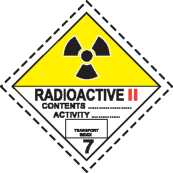 RADIOACTIVE II
CONTENTS ....................
ACTIVITY ................
TRANSPORT
INDEX
7